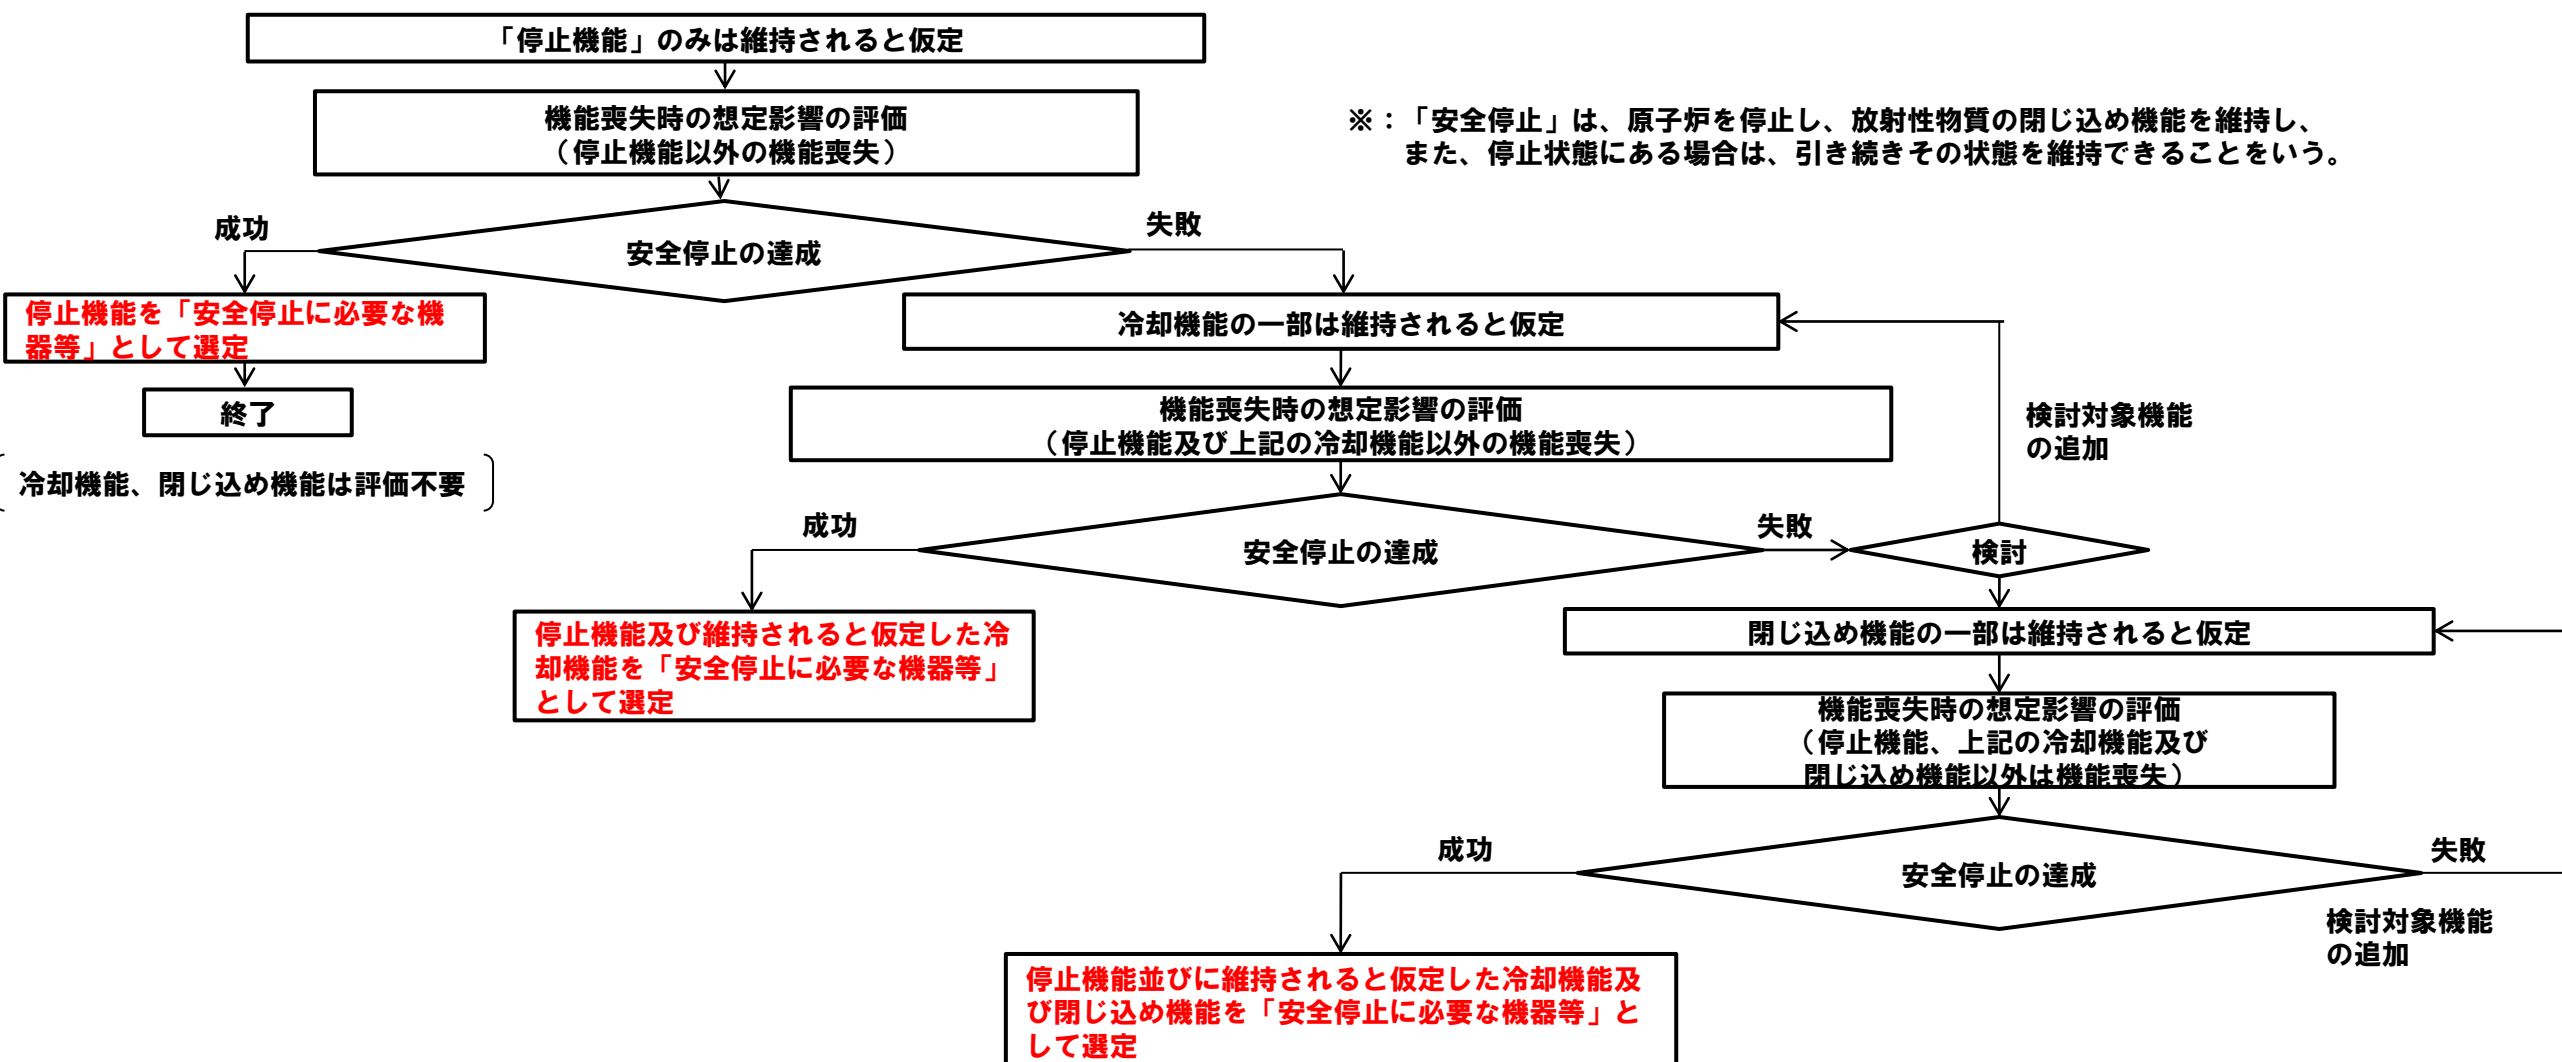 「停止機能」のみは維持されると仮定
機能喪失時の想定影響の評価
（停止機能以外の機能喪失）
※：「安全停止」は、原子炉を停止し、放射性物質の閉じ込め機能を維持し、
また、停止状態にある場合は、引き続きその状態を維持できることをいう。
成功
安全停止の達成
失敗
停止機能を「安全停止に必要な機
器等」として選定
終了
冷却機能、閉じ込め機能は評価不要
冷却機能の一部は維持されると仮定
機能喪失時の想定影響の評価
（停止機能及び上記の冷却機能以外の機能喪失）
検討対象機能
の追加
成功
安全停止の達成
失敗
検討
停止機能及び維持されると仮定した冷
却機能を「安全停止に必要な機器等」
として選定
閉じ込め機能の一部は維持されると仮定
機能喪失時の想定影響の評価
（停止機能、上記の冷却機能及び
閉じ込め機能以外は機能喪失）
成功
安全停止の達成
失敗
検討対象機能
の追加
停止機能並びに維持されると仮定した冷却機能及
び閉じ込め機能を「安全停止に必要な機器等」と
して選定